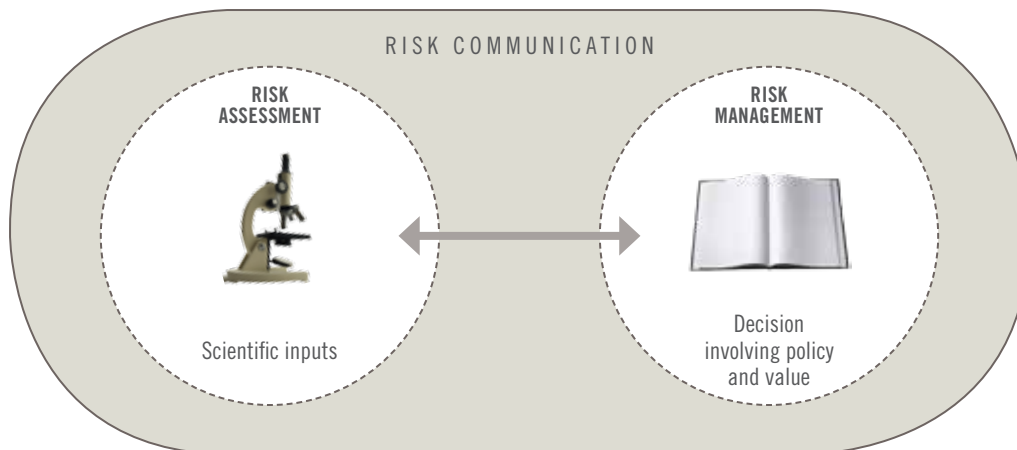 RISK COMMUNICATION
RISK
ASSESSMENT
Scientific inputs
RISK
MANAGEMENT
Decision
involving policy
and value